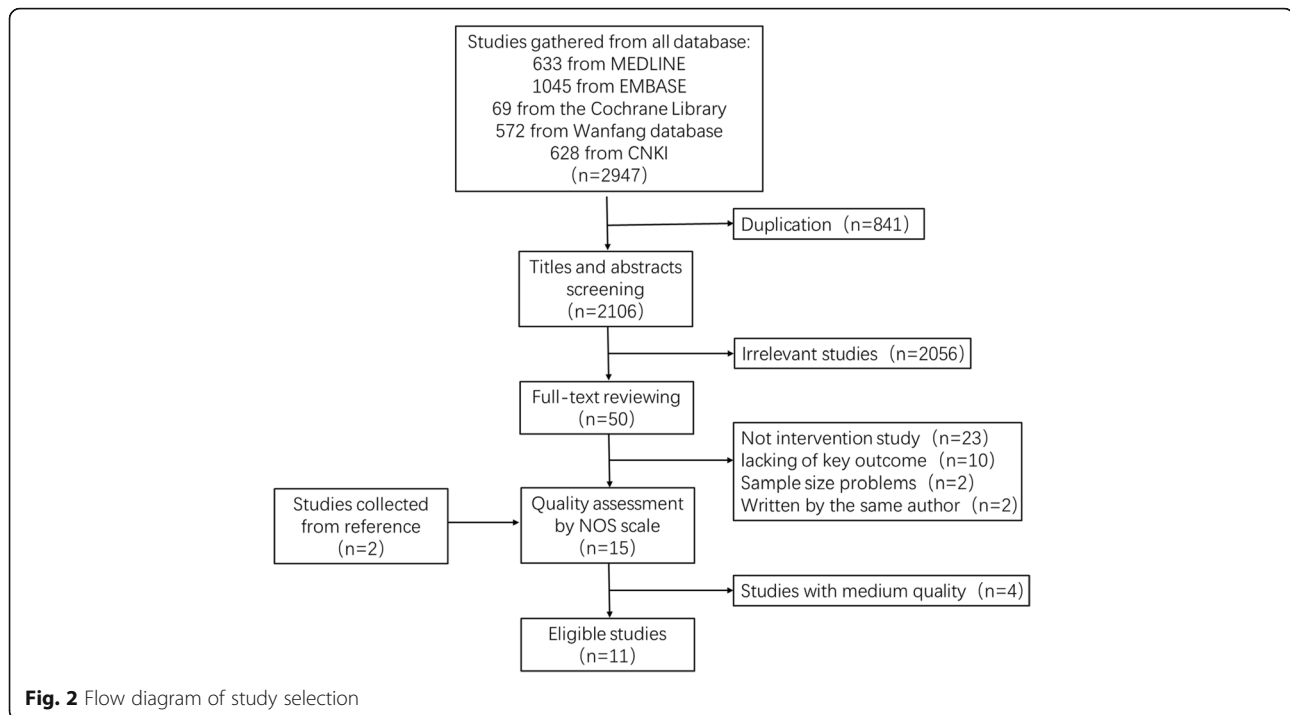 Studies gathered from all database:
633 from MEDLINE
1045 from EMBASE
69 from the Cochrane Library
572 from Wanfang database
628 from CNKI
(n=2947)
Duplication（n=841）
Titles and abstracts
screening
(n=2106)
Irrelevant studies（n=2056）
Full-text reviewing
(n=50)
Not intervention study（n=23）
lacking of key outcome（n=10）
Sample size problems（n=2）
Written by the same author（n=2）
Studies collected
from reference
(n=2)
Quality assessment
by NOS scale
(n=15)
Studies with medium quality（n=4）
Eligible studies
(n=11)
Fig. 2 Flow diagram of study selection